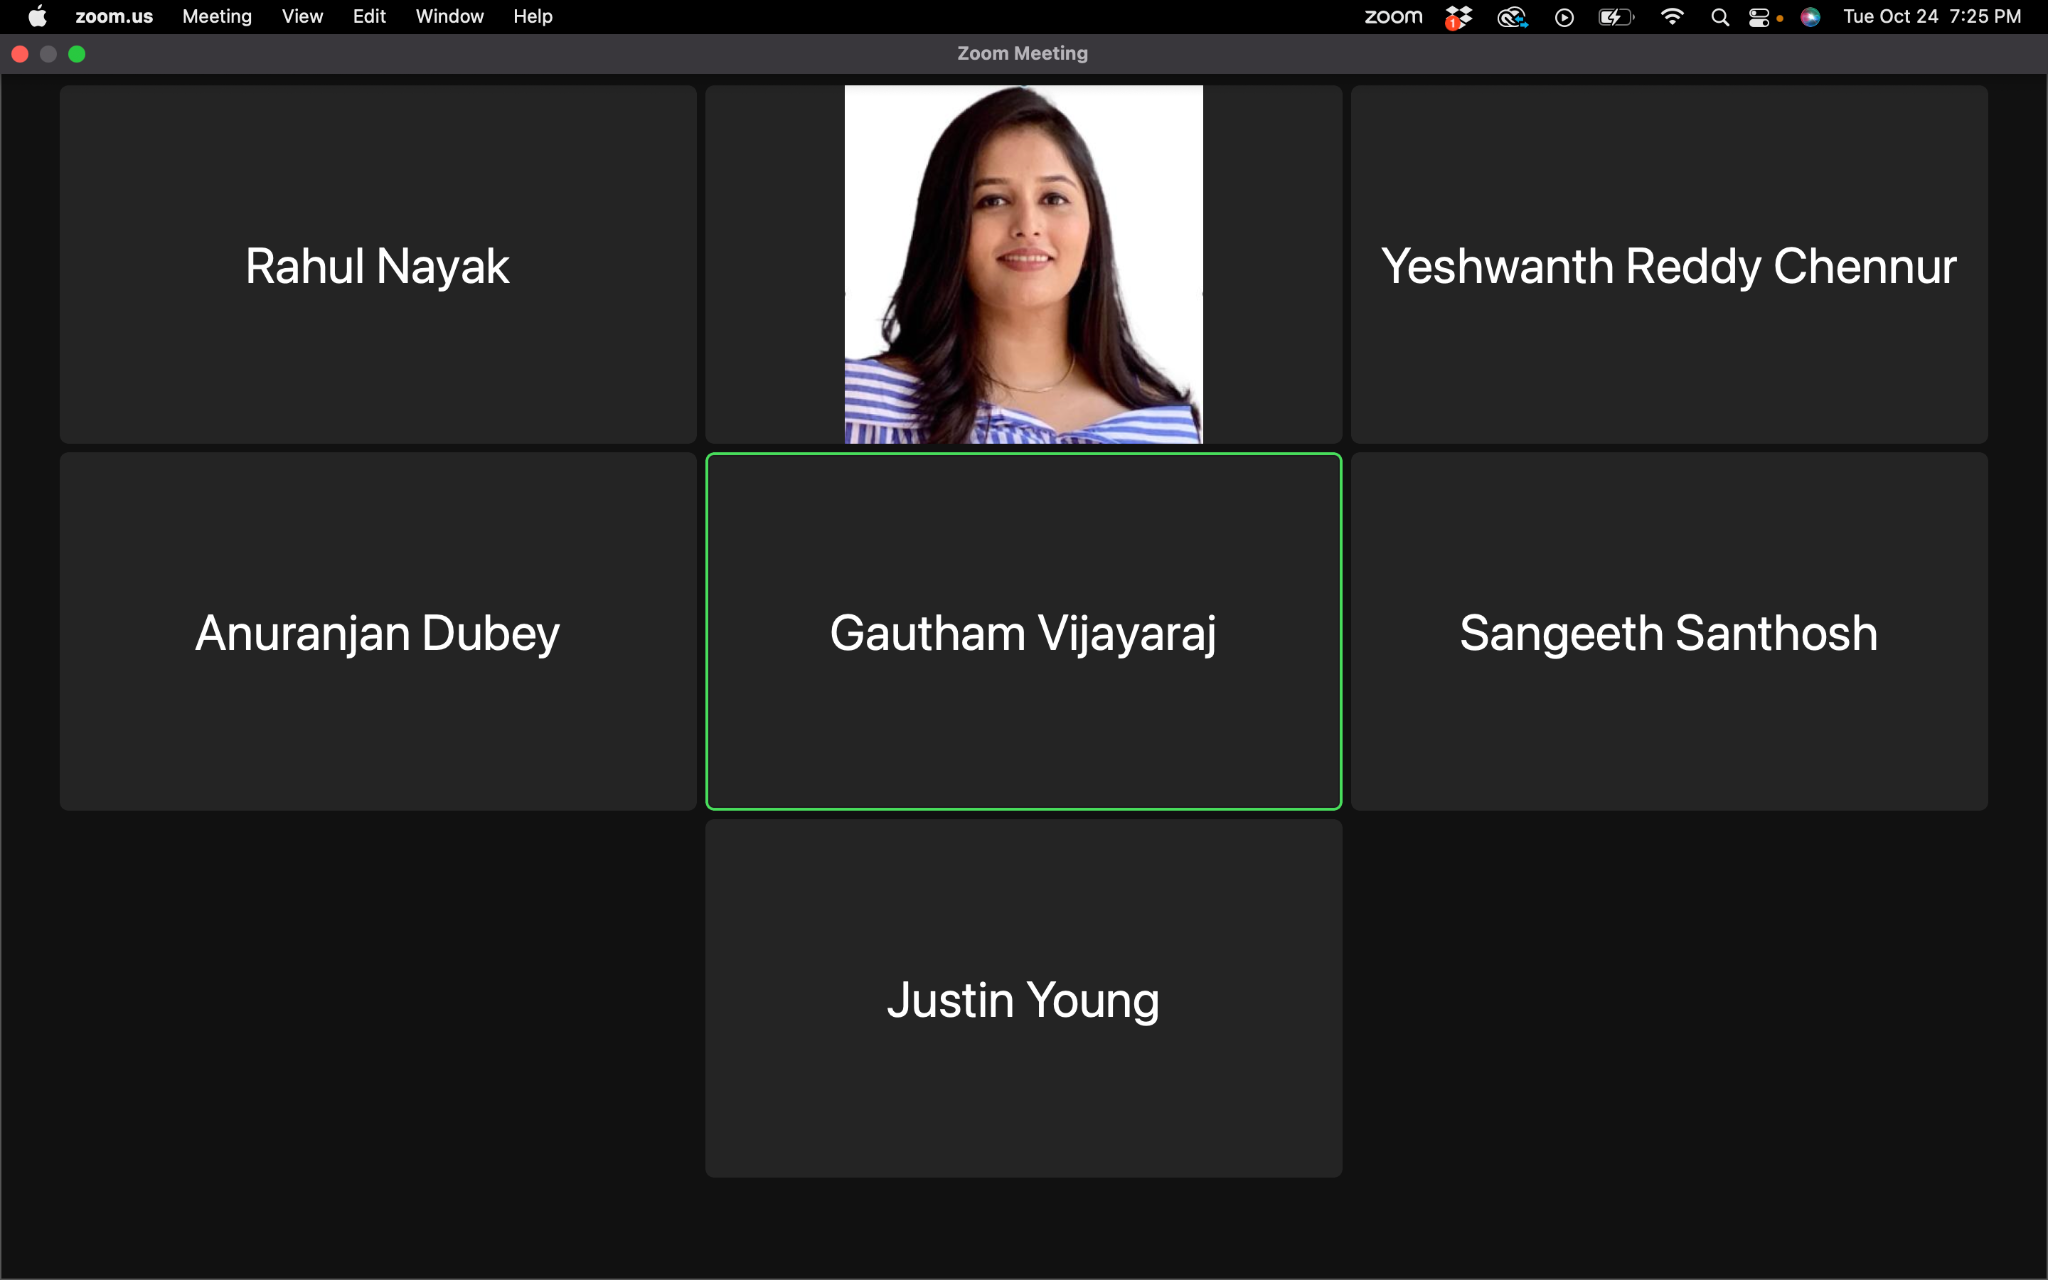 zoom.us Meeting View Edit Window Help zoom 1 Tue Oct 24 7:25 PM
Zoom Meeting
Rahul Nayak
Yeshwanth Reddy Chennur
Anuranjan Dubey
Gautham Vijayaraj
Sangeeth Santhosh
Justin Young